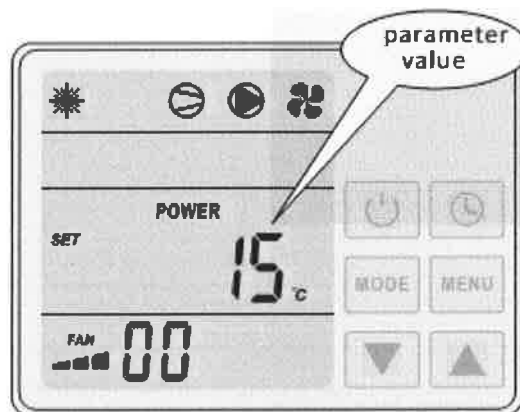 parameter
value
POWER
SET
15 °C
MODE MENU
FAN 00